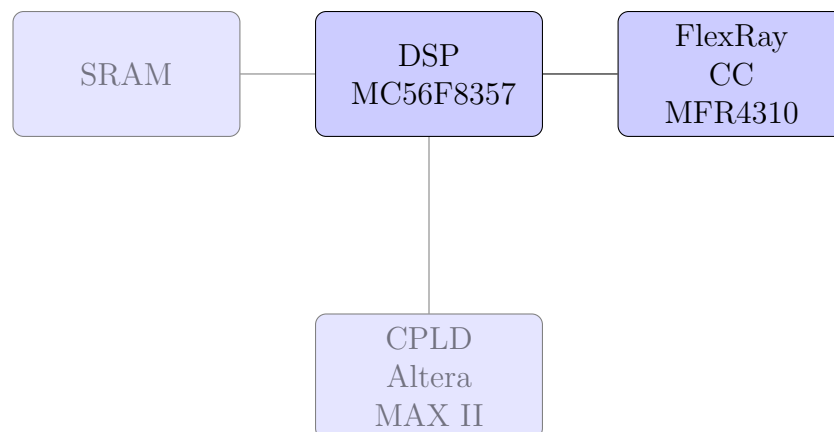 SRAM
DSP
MC56F8357
FlexRay
CC
MFR4310
CPLD
Altera
MAX II